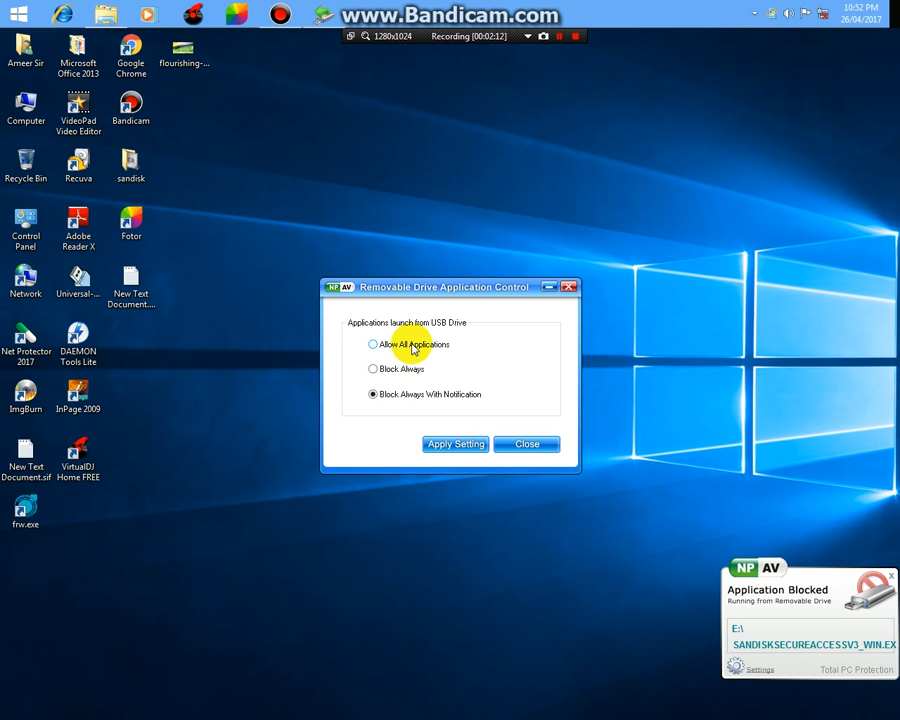 www.Bandicam.com
10:52 PM
26/04/2017
1280x1024 Recording [00:02:12]
Ameer Sir
Microsoft Office 2013
Google Chrome
flourishing-...
Computer
VideoPad Video Editor
Bandicam
Recycle Bin
Recuva
sandisk
Control Panel
Adobe Reader X
Fotor
Network
Universal-...
New Text Document....
Net Protector 2017
DAEMON Tools Lite
ImgBurn
InPage 2009
New Text Document.sif
VirtualDJ Home FREE
frw.exe
NP AV Removable Drive Application Control
Applications launch from USB Drive
Allow All Applications
Block Always
Block Always With Notification
Apply Setting Close
NP AV
Application Blocked
Running from Removable Drive
E:\
SANDISKSECUREACCESSV3_WIN.EX
Settings Total PC Protection